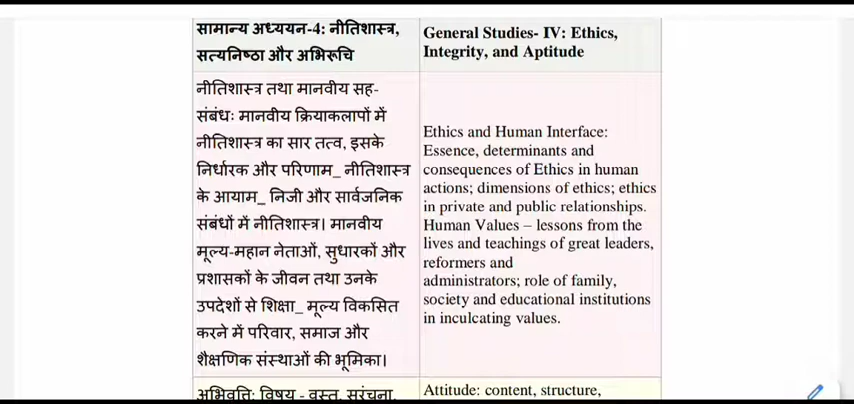 सामान्य अध्ययन-4: नीतिशास्त्र,
सत्यनिष्ठा और अभिरूचि
General Studies- IV: Ethics,
Integrity, and Aptitude
नीतिशास्त्र तथा मानवीय सह-
संबंधः मानवीय क्रियाकलापों में
नीतिशास्त्र का सार तत्व, इसके
निर्धारक और परिणाम_ नीतिशास्त्र
के आयाम_ निजी और सार्वजनिक
संबंधों में नीतिशास्त्र। मानवीय
मूल्य-महान नेताओं, सुधारकों और
प्रशासकों के जीवन तथा उनके
उपदेशों से शिक्षा_ मूल्य विकसित
करने में परिवार, समाज और
शैक्षणिक संस्थाओं की भूमिका।
Ethics and Human Interface:
Essence, determinants and
consequences of Ethics in human
actions; dimensions of ethics; ethics
in private and public relationships.
Human Values – lessons from the
lives and teachings of great leaders,
reformers and
administrators; role of family,
society and educational institutions
in inculcating values.
अभिवृत्तिः विषय - वस्तु, संरचना,
Attitude: content, structure,